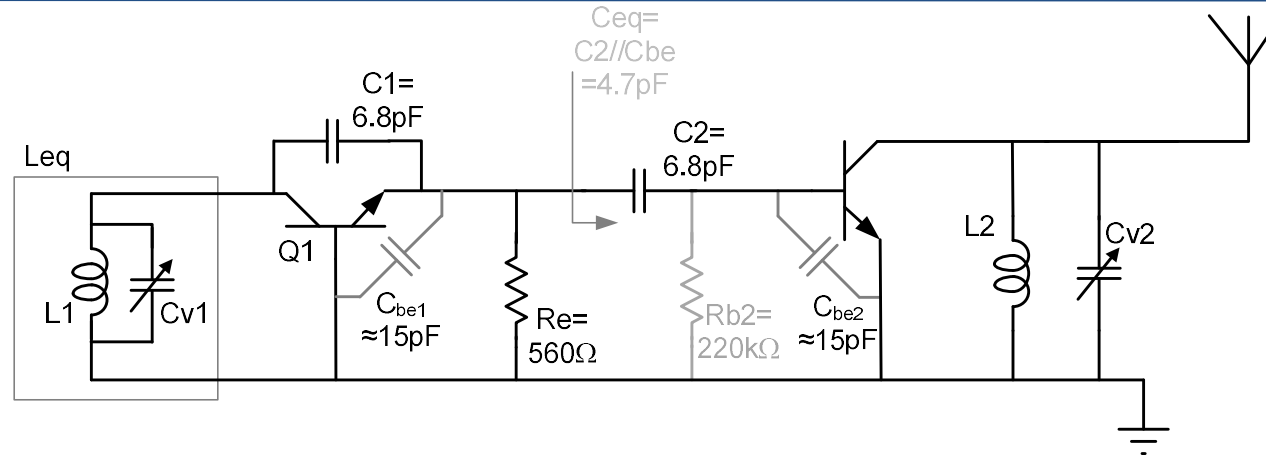 Ceq=
C2//Cbe
=4.7pF
C1=
6.8pF
C2=
6.8pF
Leq
Q1
L1
Cv1
Cbe1
≈15pF
Re=
560Ω
Rb2=
220kΩ
Cbe2
≈15pF
L2
Cv2